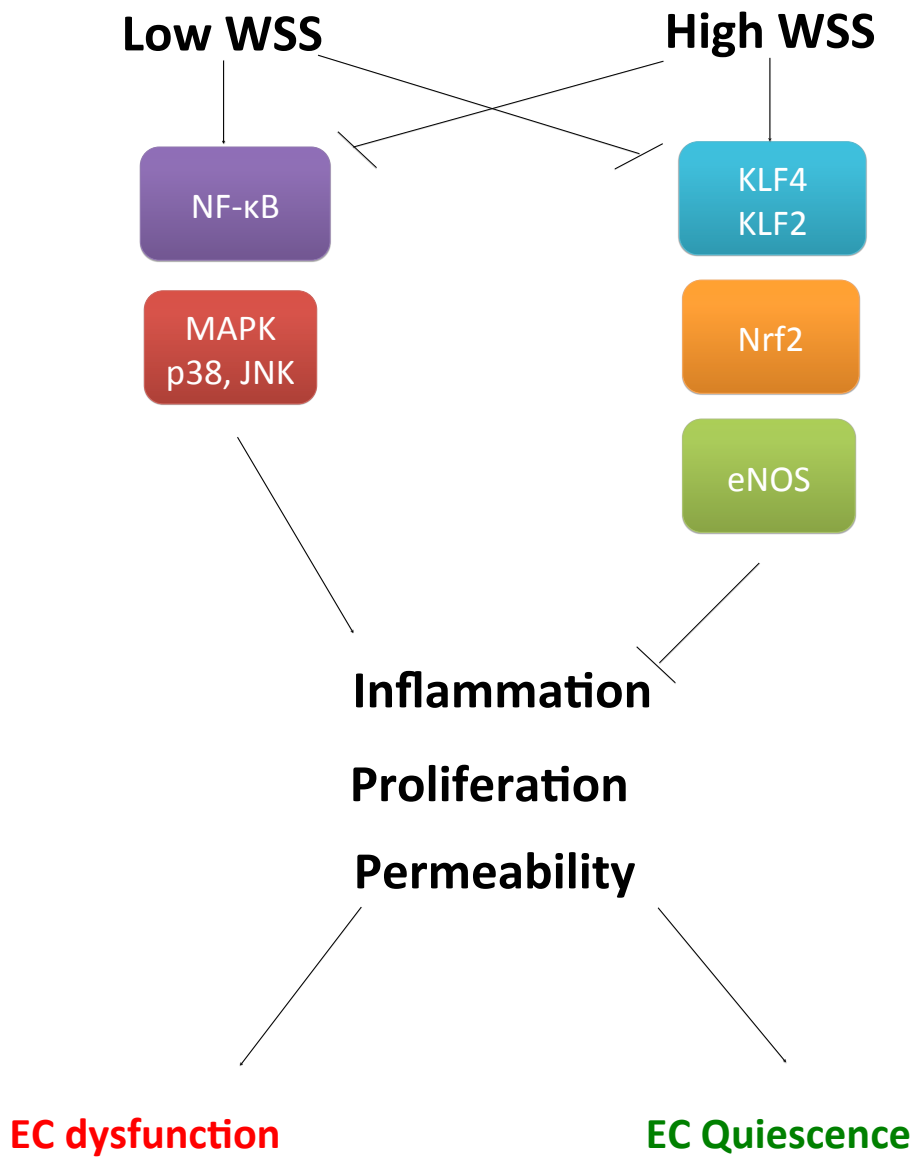 Low WSS
High WSS
NF-κB
KLF4
KLF2
MAPK
p38, JNK
Nrf2
eNOS
Inflammation
Proliferation
Permeability
EC dysfunction
EC Quiescence